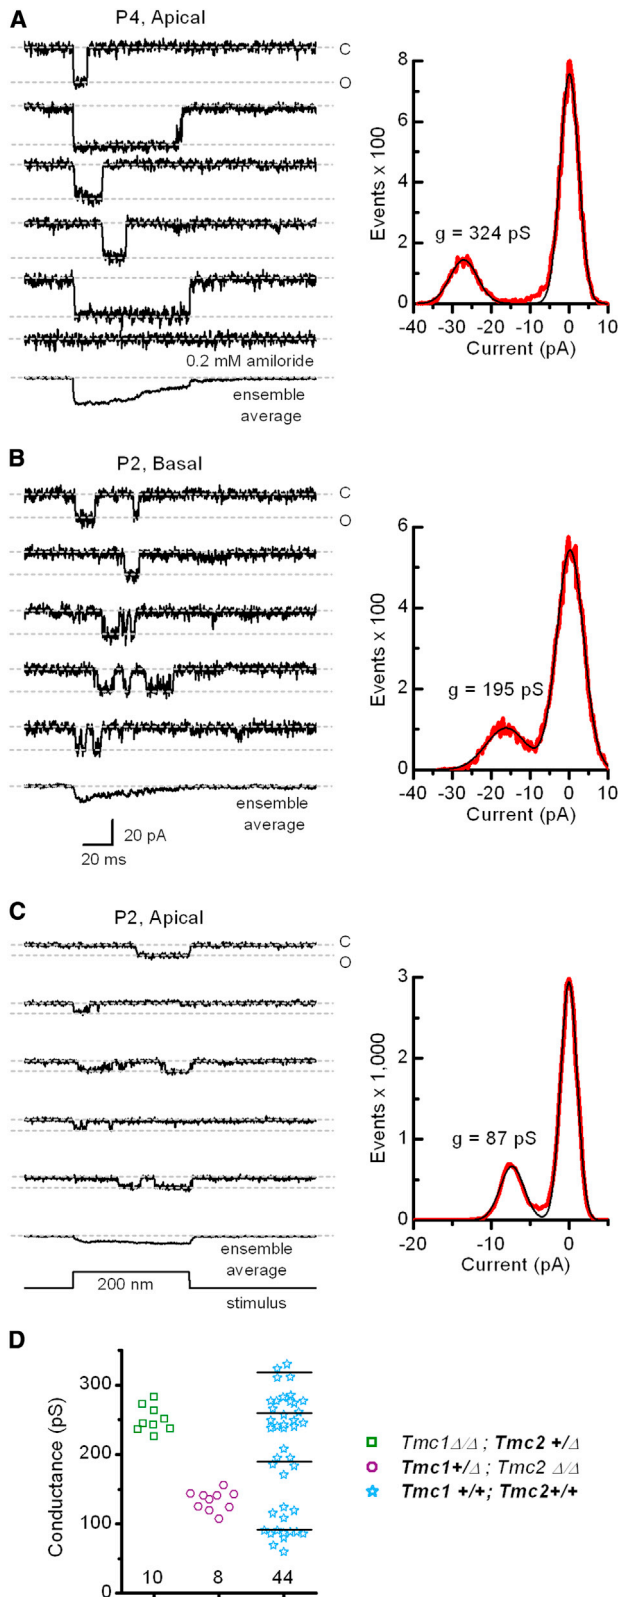 A
P4, Apical
C
O
0.2 mM amiloride
ensemble
average
Events x 100
8
6
4
2
0
g = 324 pS
-40 -30 -20 -10 0 10
Current (pA)
B
P2, Basal
C
O
ensemble
average
20 pA
20 ms
Events x 100
6
4
2
0
g = 195 pS
-40 -30 -20 -10 0 10
Current (pA)
C
P2, Apical
C
O
ensemble
average
200 nm
stimulus
Events x 1,000
3
2
1
0
g = 87 pS
-20 -10 0
Current (pA)
D
Conductance (pS)
300
200
100
0
10 8 44
Tmc1 Δ/Δ ; Tmc2 +/Δ
Tmc1+/Δ ; Tmc2 Δ/Δ
Tmc1 +/+; Tmc2+/+